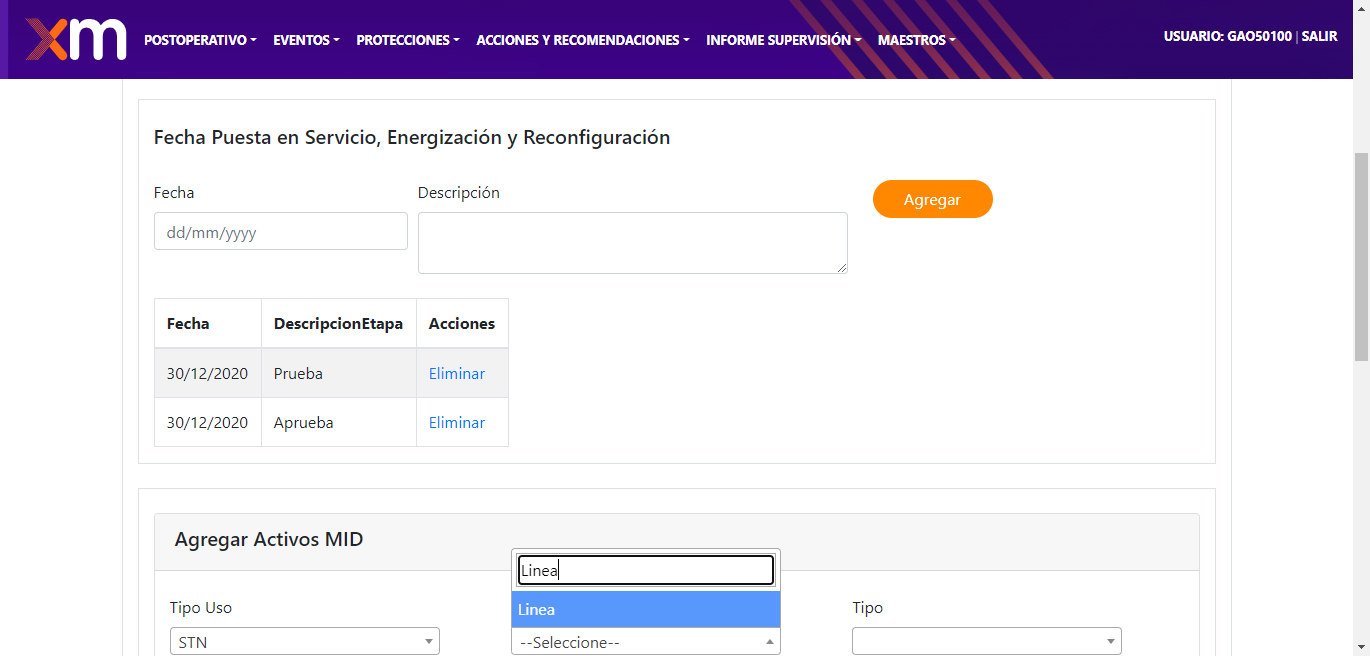 xm POSTOPERATIVO EVENTOS PROTECCIONES ACCIONES Y RECOMENDACIONES INFORME SUPERVISIÓN MAESTROS USUARIO: GAO50100 | SALIR
Fecha Puesta en Servicio, Energización y Reconfiguración
Fecha Descripción Agregar
dd/mm/yyyy
Fecha DescripcionEtapa Acciones
30/12/2020 Prueba Eliminar
30/12/2020 Aprueba Eliminar
Agregar Activos MID
Linea
Tipo Uso Linea Tipo
STN --Seleccione--